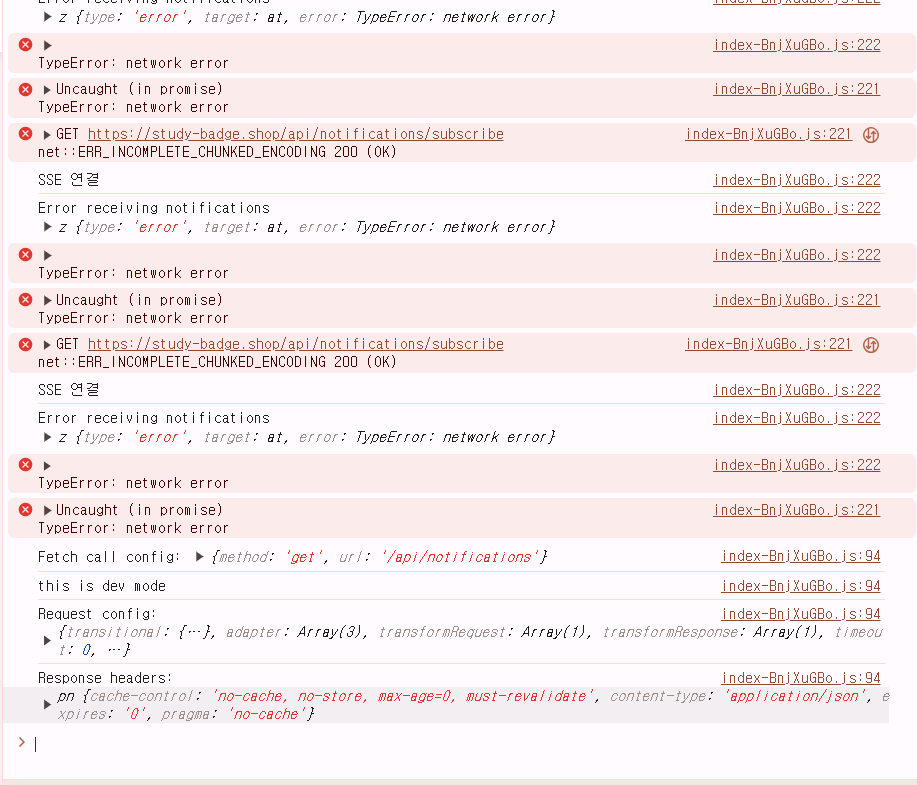 Error receiving notifications index-BnjXuGBo.js:222
z {type: 'error', target: at, error: TypeError: network error}
index-BnjXuGBo.js:222
TypeError: network error
Uncaught (in promise) index-BnjXuGBo.js:221
TypeError: network error
GET https://study-badge.shop/api/notifications/subscribe index-BnjXuGBo.js:221
net::ERR_INCOMPLETE_CHUNKED_ENCODING 200 (OK)
SSE 연결 index-BnjXuGBo.js:222
Error receiving notifications index-BnjXuGBo.js:222
z {type: 'error', target: at, error: TypeError: network error}
index-BnjXuGBo.js:222
TypeError: network error
Uncaught (in promise) index-BnjXuGBo.js:221
TypeError: network error
GET https://study-badge.shop/api/notifications/subscribe index-BnjXuGBo.js:221
net::ERR_INCOMPLETE_CHUNKED_ENCODING 200 (OK)
SSE 연결 index-BnjXuGBo.js:222
Error receiving notifications index-BnjXuGBo.js:222
z {type: 'error', target: at, error: TypeError: network error}
index-BnjXuGBo.js:222
TypeError: network error
Uncaught (in promise) index-BnjXuGBo.js:221
TypeError: network error
Fetch call config: {method: 'get', url: '/api/notifications'} index-BnjXuGBo.js:94
this is dev mode index-BnjXuGBo.js:94
Request config: index-BnjXuGBo.js:94
{transitional: {…}, adapter: Array(3), transformRequest: Array(1), transformResponse: Array(1), timeou
t: 0, …}
Response headers: index-BnjXuGBo.js:94
pn {cache-control: 'no-cache, no-store, max-age=0, must-revalidate', content-type: 'application/json', e
xpires: '0', pragma: 'no-cache'}